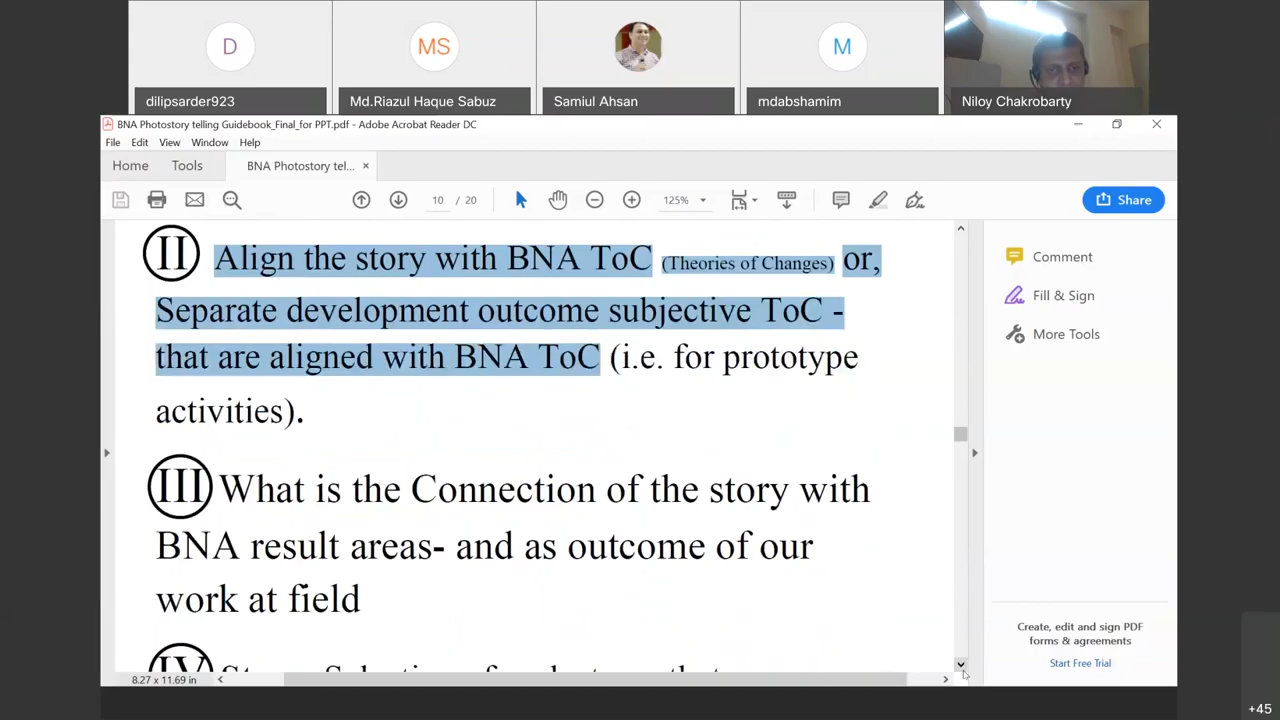 D
MS
M
dilipsarder923
Md.Riazul Haque Sabuz
Samiul Ahsan
mdabshamim
Niloy Chakrobarty
BNA Photostory telling Guidebook_Final_for PPT.pdf - Adobe Acrobat Reader DC
File Edit View Window Help
Home Tools BNA Photostory tel... ×
10 / 20 125% Share
II Align the story with BNA ToC (Theories of Changes) or,
Separate development outcome subjective ToC -
that are aligned with BNA ToC (i.e. for prototype
activities).
III What is the Connection of the story with
BNA result areas- and as outcome of our
work at field
Comment
Fill & Sign
More Tools
Create, edit and sign PDF
forms & agreements
Start Free Trial
8.27 x 11.69 in
+45